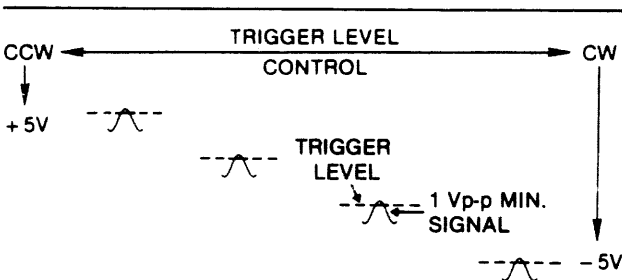 TRIGGER LEVEL
CCW CW
CONTROL
+5V
TRIGGER
LEVEL
1 Vp-p MIN.
SIGNAL
-5V